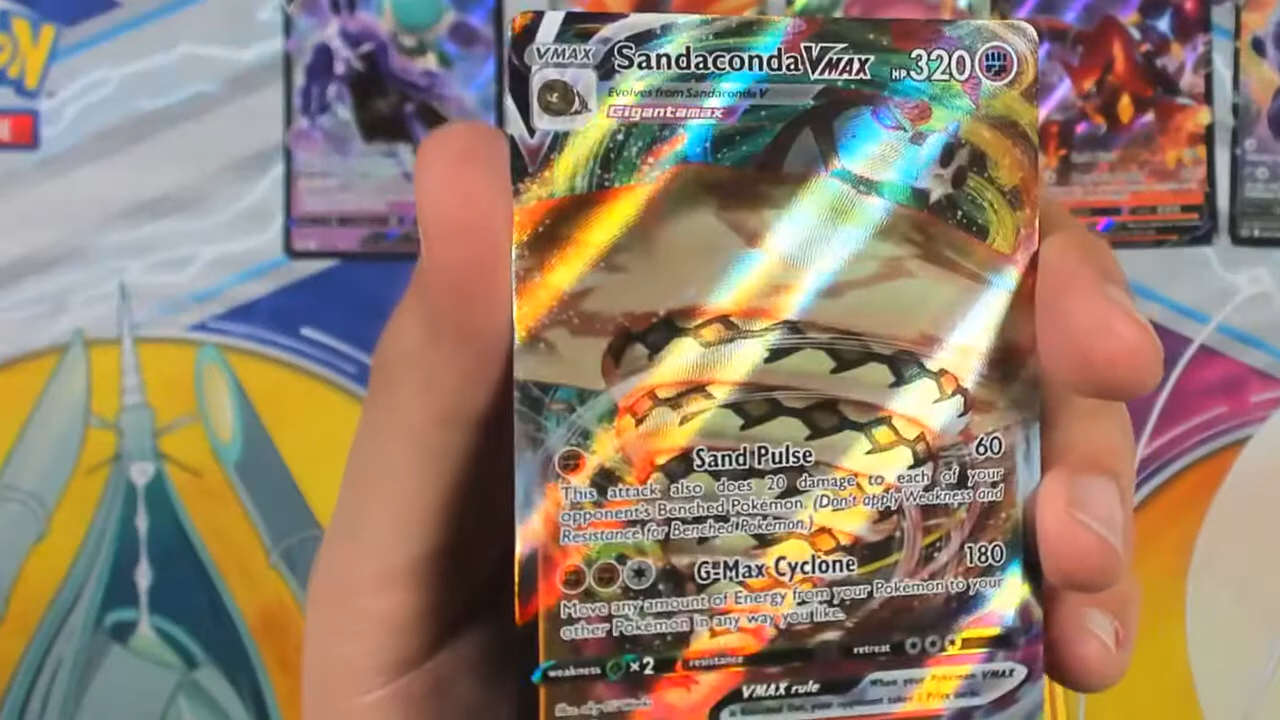 VMAX
Sandaconda VMAX HP 320
Evolves from Sandaconda V
Gigantamax
Sand Pulse 60
This attack also does 20 damage to each of your
opponent's Benched Pokémon. (Don't apply Weakness and
Resistance for Benched Pokémon.)
G-Max Cyclone 180
Move any amount of Energy from your Pokémon to your
other Pokémon in any way you like.
weakness ×2 resistance retreat
VMAX rule When your Pokémon VMAX
is Knocked Out, your opponent takes 3 Prize cards.